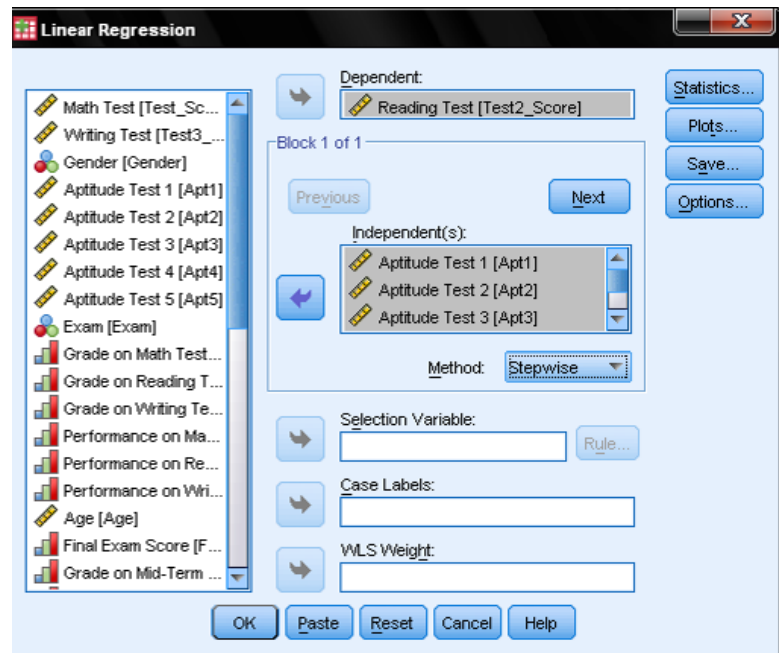 Linear Regression
X
Math Test [Test_Sc...
Writing Test [Test3_...
Gender [Gender]
Aptitude Test 1 [Apt1]
Aptitude Test 2 [Apt2]
Aptitude Test 3 [Apt3]
Aptitude Test 4 [Apt4]
Aptitude Test 5 [Apt5]
Exam [Exam]
Grade on Math Test...
Grade on Reading T...
Grade on Writing Te...
Performance on Ma...
Performance on Re...
Performance on Wri...
Age [Age]
Final Exam Score [F...
Grade on Mid-Term ...
Dependent:
Reading Test [Test2_Score]
Block 1 of 1
Previous
Next
Independent(s):
Aptitude Test 1 [Apt1]
Aptitude Test 2 [Apt2]
Aptitude Test 3 [Apt3]
Method: Stepwise
Selection Variable:
Rule...
Case Labels:
WLS Weight:
Statistics...
Plots...
Save...
Options...
OK Paste Reset Cancel Help